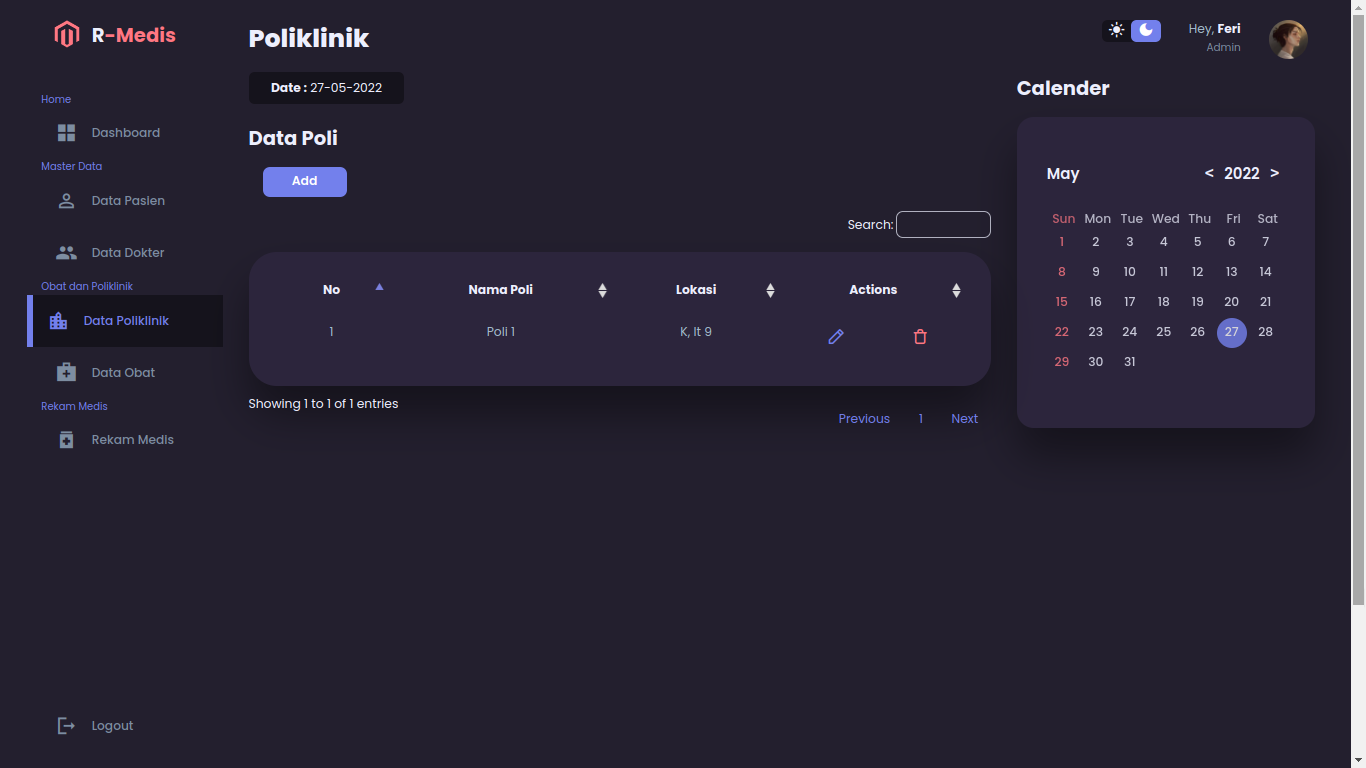 R-Medis
Home
Dashboard
Master Data
Data Pasien
Data Dokter
Obat dan Poliklinik
Data Poliklinik
Data Obat
Rekam Medis
Rekam Medis
Logout
Poliklinik
Date : 27-05-2022
Data Poli
Add
Search:
No Nama Poli Lokasi Actions
1 Poli 1 K, lt 9
Showing 1 to 1 of 1 entries
Previous 1 Next
Hey, Feri
Admin
Calender
May < 2022 >
Sun Mon Tue Wed Thu Fri Sat
1 2 3 4 5 6 7
8 9 10 11 12 13 14
15 16 17 18 19 20 21
22 23 24 25 26 27 28
29 30 31